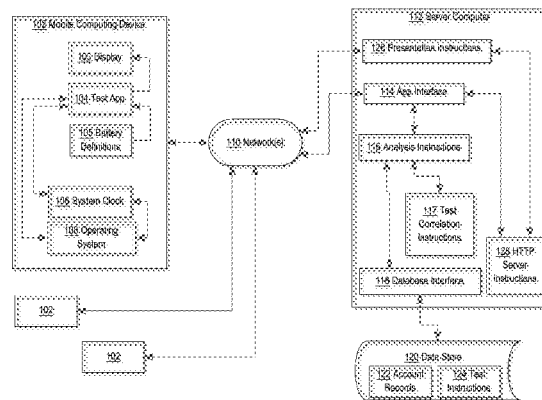 102 Mobile Computing Device
103 Display
104 Test App
105 Battery
Definitions
106 System Clock
108 Operating
System
102
102
110 Network(s)
112 Server Computer
126 Presentation instructions
114 App Interface
115 Analysis Instructions
117 Test
Correlation
Instructions
118 Database Interface
128 HTTP
Server
instructions
120 Data Store
122 Account
Records
124 Test
Instructions